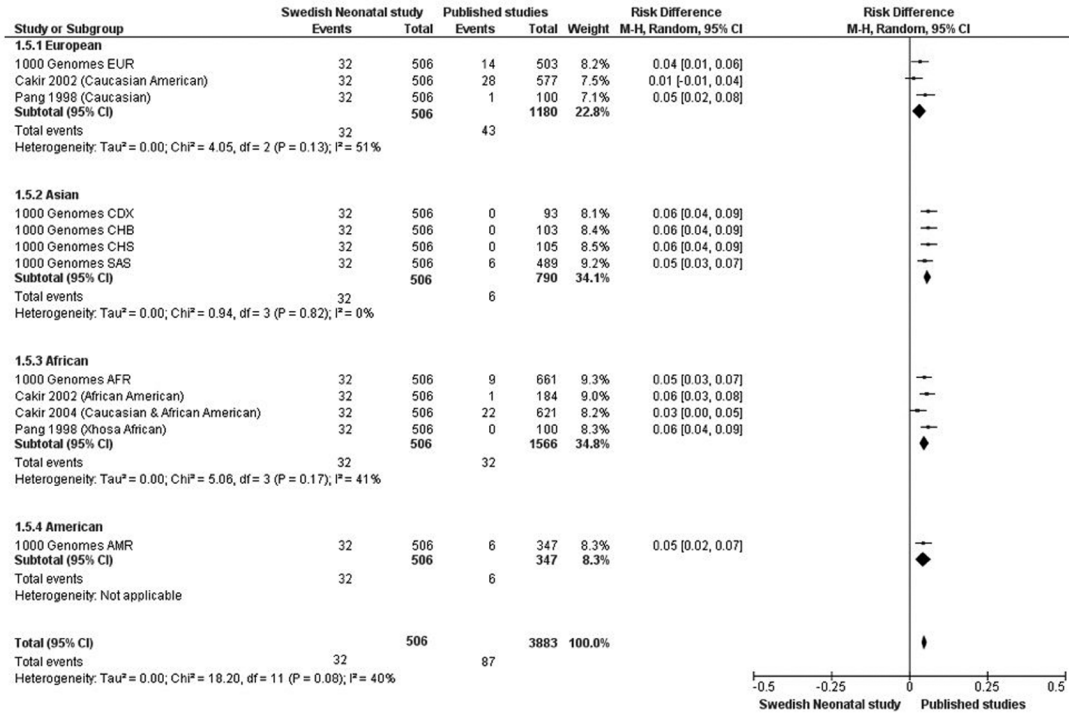 Swedish Neonatal study Published studies Risk Difference Risk Difference
Study or Subgroup Events Total Events Total Weight M-H, Random, 95% CI M-H, Random, 95% CI
1.5.1 European
1000 Genomes EUR 32 506 14 503 8.2% 0.04 [0.01, 0.06]
Cakir 2002 (Caucasian American) 32 506 28 577 7.5% 0.01 [-0.01, 0.04]
Pang 1998 (Caucasian) 32 506 1 100 7.1% 0.05 [0.02, 0.08]
Subtotal (95% CI) 506 1180 22.8%
Total events 32 43
Heterogeneity: Tau² = 0.00; Chi² = 4.05, df = 2 (P = 0.13); I² = 51%
1.5.2 Asian
1000 Genomes CDX 32 506 0 93 8.1% 0.06 [0.04, 0.09]
1000 Genomes CHB 32 506 0 103 8.4% 0.06 [0.04, 0.09]
1000 Genomes CHS 32 506 0 105 8.5% 0.06 [0.04, 0.09]
1000 Genomes SAS 32 506 6 489 9.2% 0.05 [0.03, 0.07]
Subtotal (95% CI) 506 790 34.1%
Total events 32 6
Heterogeneity: Tau² = 0.00; Chi² = 0.94, df = 3 (P = 0.82); I² = 0%
1.5.3 African
1000 Genomes AFR 32 506 9 661 9.3% 0.05 [0.03, 0.07]
Cakir 2002 (African American) 32 506 1 184 9.0% 0.06 [0.03, 0.08]
Cakir 2004 (Caucasian & African American) 32 506 22 621 8.2% 0.03 [0.00, 0.05]
Pang 1998 (Xhosa African) 32 506 0 100 8.3% 0.06 [0.04, 0.09]
Subtotal (95% CI) 506 1566 34.8%
Total events 32 32
Heterogeneity: Tau² = 0.00; Chi² = 5.06, df = 3 (P = 0.17); I² = 41%
1.5.4 American
1000 Genomes AMR 32 506 6 347 8.3% 0.05 [0.02, 0.07]
Subtotal (95% CI) 506 347 8.3%
Total events 32 6
Heterogeneity: Not applicable
Total (95% CI) 506 3883 100.0%
Total events 32 87
Heterogeneity: Tau² = 0.00; Chi² = 18.20, df = 11 (P = 0.08); I² = 40%
-0.5 -0.25 0 0.25 0.5
Swedish Neonatal study Published studies